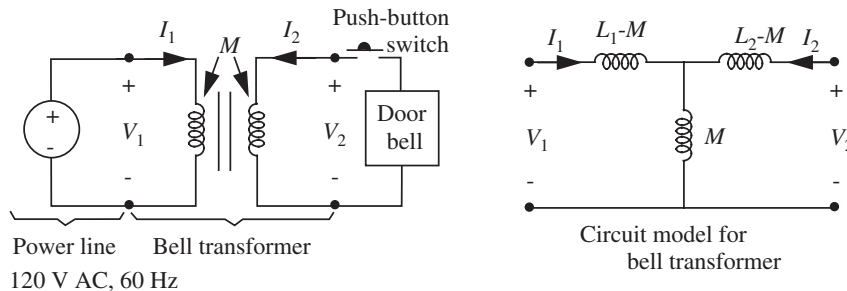 Push-button
switch
I1 M I2
+ +
+
-
V1 V2
Door
bell
- -
Power line Bell transformer
120 V AC, 60 Hz
L1-M L2-M
I1 I2
+ +
V1 M V2
- -
Circuit model for
bell transformer